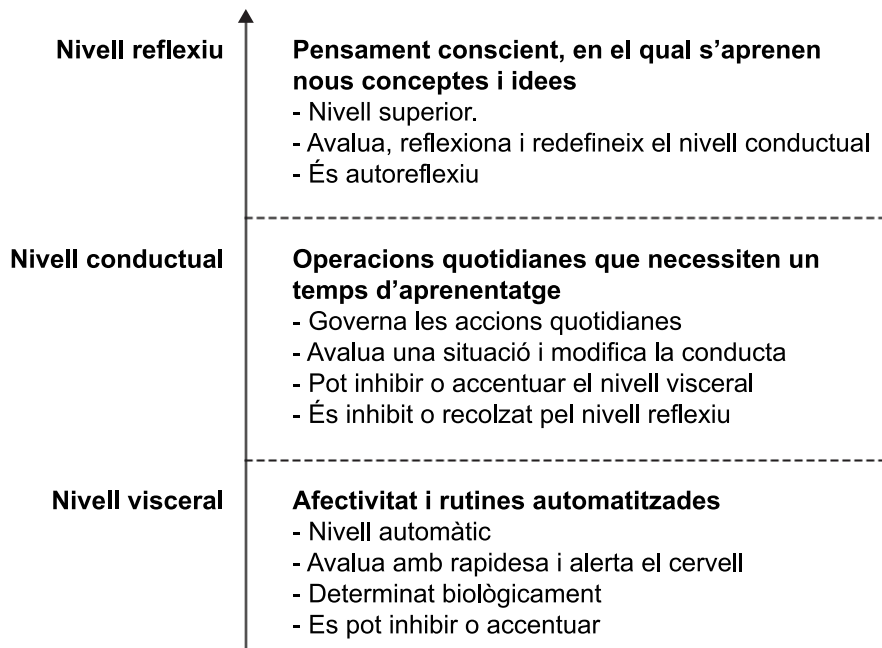 Nivell reflexiu
Pensament conscient, en el qual s’aprenen
nous conceptes i idees
- Nivell superior.
- Avalua, reflexiona i redefineix el nivell conductual
- És autoreflexiu
Nivell conductual
Operacions quotidianes que necessiten un
temps d’aprenentatge
- Governa les accions quotidianes
- Avalua una situació i modifica la conducta
- Pot inhibir o accentuar el nivell visceral
- És inhibit o recolzat pel nivell reflexiu
Nivell visceral
Afectivitat i rutines automatitzades
- Nivell automàtic
- Avalua amb rapidesa i alerta el cervell
- Determinat biològicament
- Es pot inhibir o accentuar